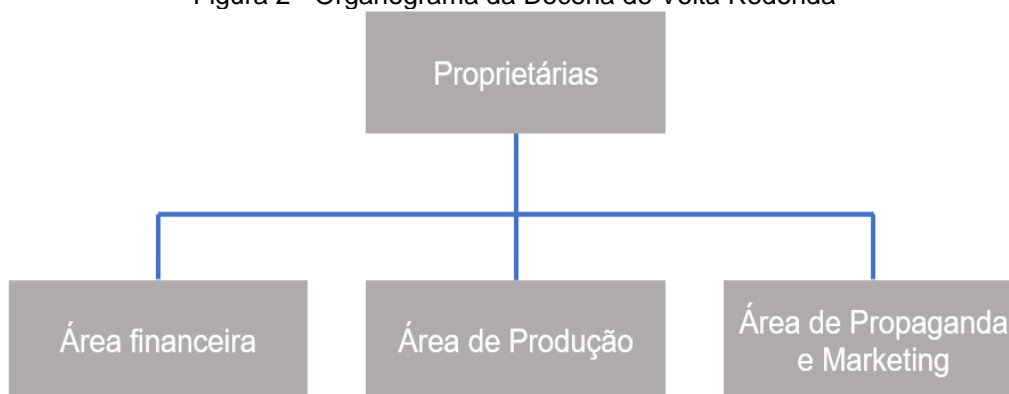 Figura 2 - Organograma da Doceria de Volta Redonda
Proprietárias
Área financeira
Área de Produção
Área de Propaganda
e Marketing